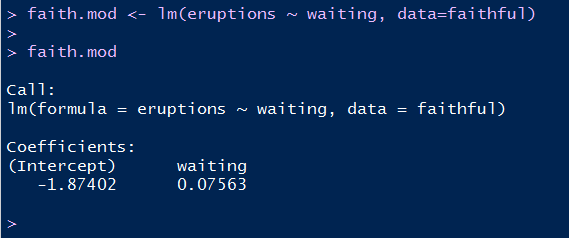 > faith.mod <- lm(eruptions ~ waiting, data=faithful)
>
> faith.mod
Call:
lm(formula = eruptions ~ waiting, data = faithful)
Coefficients:
(Intercept)      waiting
   -1.87402      0.07563
>